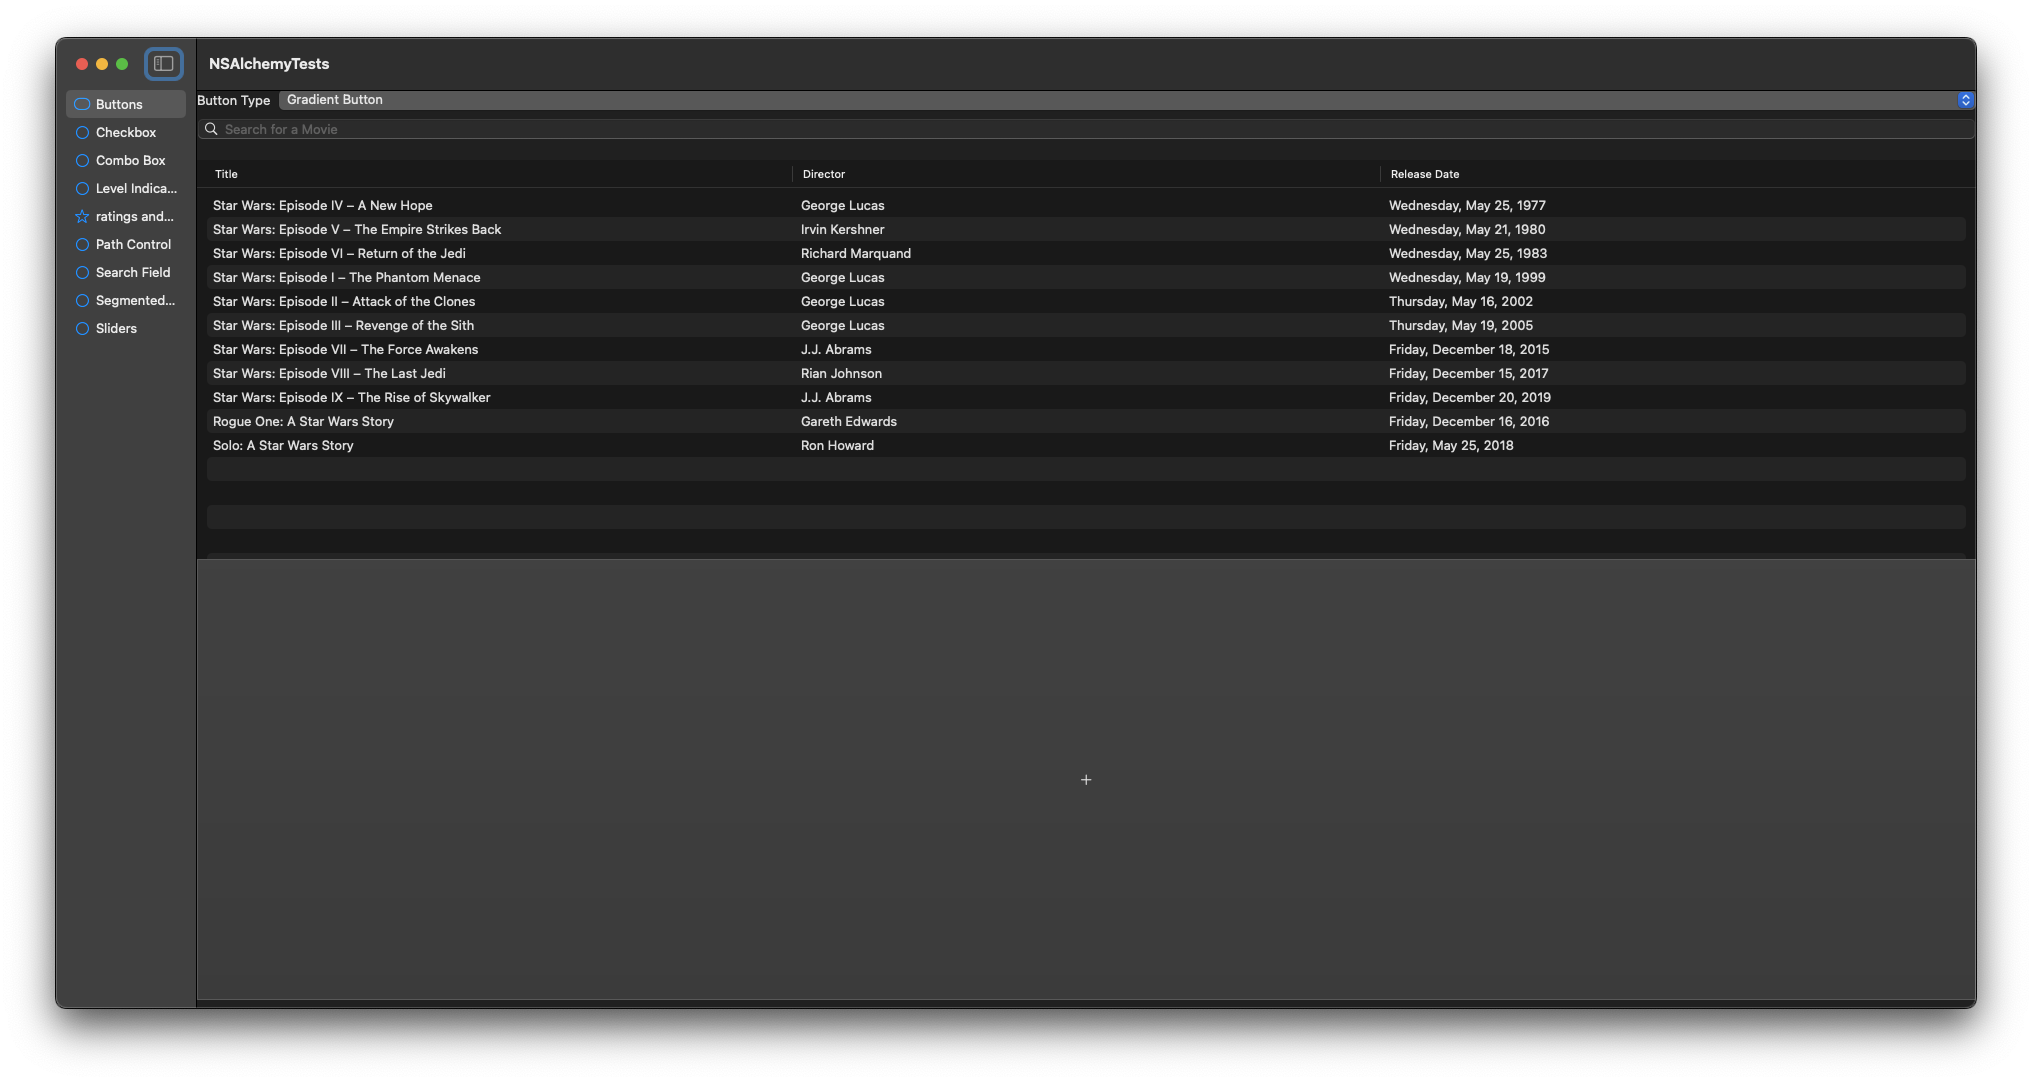 NSAlchemyTests
Buttons
Checkbox
Combo Box
Level Indica...
ratings and...
Path Control
Search Field
Segmented...
Sliders
Button Type Gradient Button
Search for a Movie
Title Director Release Date
Star Wars: Episode IV – A New Hope George Lucas Wednesday, May 25, 1977
Star Wars: Episode V – The Empire Strikes Back Irvin Kershner Wednesday, May 21, 1980
Star Wars: Episode VI – Return of the Jedi Richard Marquand Wednesday, May 25, 1983
Star Wars: Episode I – The Phantom Menace George Lucas Wednesday, May 19, 1999
Star Wars: Episode II – Attack of the Clones George Lucas Thursday, May 16, 2002
Star Wars: Episode III – Revenge of the Sith George Lucas Thursday, May 19, 2005
Star Wars: Episode VII – The Force Awakens J.J. Abrams Friday, December 18, 2015
Star Wars: Episode VIII – The Last Jedi Rian Johnson Friday, December 15, 2017
Star Wars: Episode IX – The Rise of Skywalker J.J. Abrams Friday, December 20, 2019
Rogue One: A Star Wars Story Gareth Edwards Friday, December 16, 2016
Solo: A Star Wars Story Ron Howard Friday, May 25, 2018
+